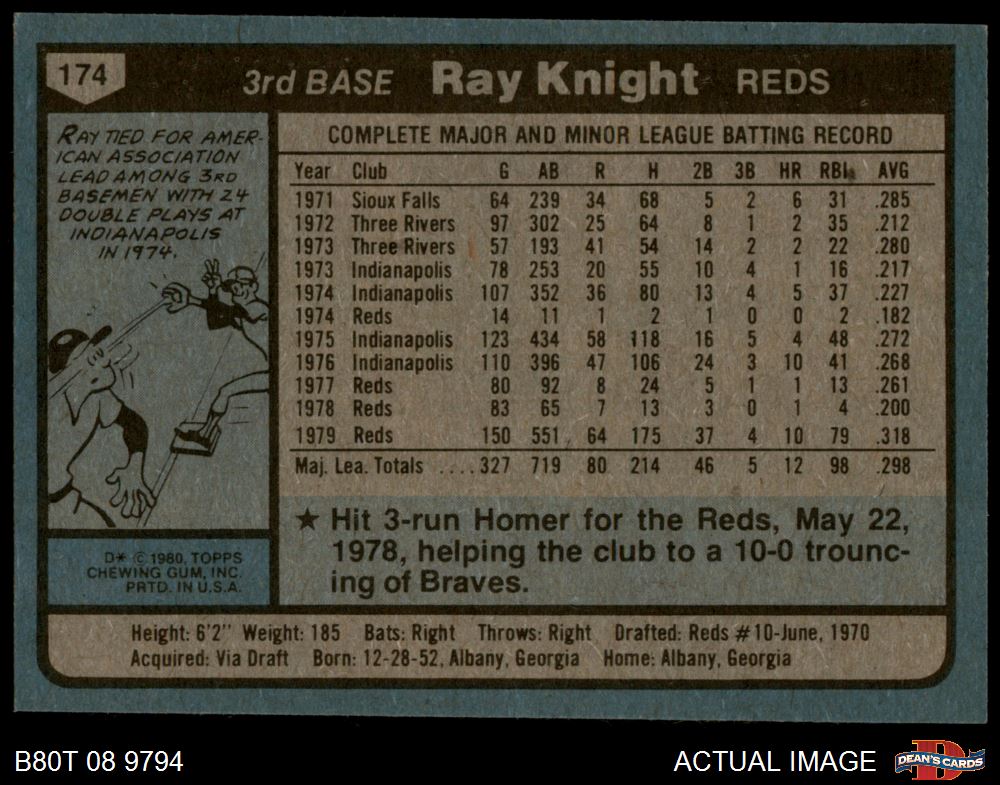 174
3rd BASE Ray Knight REDS
RAY TIED FOR AMER-
ICAN ASSOCIATION
LEAD AMONG 3RD
BASEMEN WITH 24
DOUBLE PLAYS AT
INDIANAPOLIS
IN 1974.
D* © 1980, TOPPS
CHEWING GUM, INC.
PRTD. IN U.S.A.
COMPLETE MAJOR AND MINOR LEAGUE BATTING RECORD
Year Club G AB R H 2B 3B HR RBI AVG
1971 Sioux Falls 64 239 34 68 5 2 6 31 .285
1972 Three Rivers 97 302 25 64 8 1 2 35 .212
1973 Three Rivers 57 193 41 54 14 2 2 22 .280
1973 Indianapolis 78 253 20 55 10 4 1 16 .217
1974 Indianapolis 107 352 36 80 13 4 5 37 .227
1974 Reds 14 11 1 2 1 0 0 2 .182
1975 Indianapolis 123 434 58 118 16 5 4 48 .272
1976 Indianapolis 110 396 47 106 24 3 10 41 .268
1977 Reds 80 92 8 24 5 1 1 13 .261
1978 Reds 83 65 7 13 3 0 1 4 .200
1979 Reds 150 551 64 175 37 4 10 79 .318
Maj. Lea. Totals ....327 719 80 214 46 5 12 98 .298
★ Hit 3-run Homer for the Reds, May 22,
1978, helping the club to a 10-0 trounc-
ing of Braves.
Height: 6'2" Weight: 185 Bats: Right Throws: Right Drafted: Reds #10-June, 1970
Acquired: Via Draft Born: 12-28-52, Albany, Georgia Home: Albany, Georgia
B80T 08 9794 ACTUAL IMAGE DEAN'S CARDS